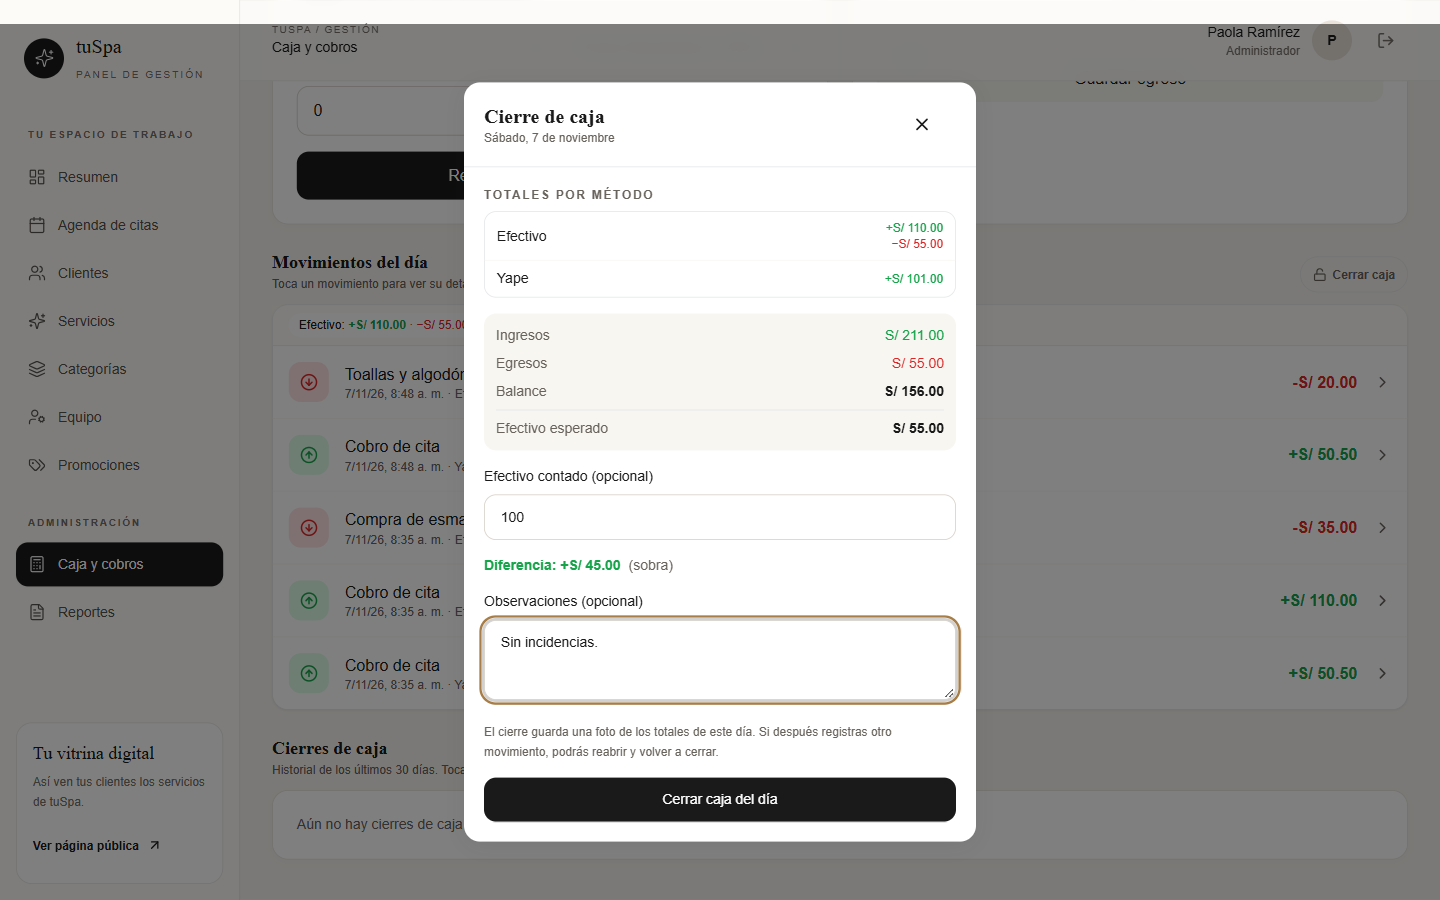 tuSpa
PANEL DE GESTIÓN
TU ESPACIO DE TRABAJO
Resumen
Agenda de citas
Clientes
Servicios
Categorías
Equipo
Promociones
ADMINISTRACIÓN
Caja y cobros
Reportes
Tu vitrina digital
Así ven tus clientes los servicios
de tuSpa.
Ver página pública
TUSPA / GESTIÓN
Caja y cobros
Paola Ramírez
Administrador
P
0
Movimientos del día
Toca un movimiento para ver su
Cerrar caja
Efectivo: +S/ 110.00 · −S/ 55.00
Toallas y algodón
7/11/26, 8:48 a. m. ·
-S/ 20.00
Cobro de cita
7/11/26, 8:48 a. m. ·
+S/ 50.50
Compra de
7/11/26, 8:35 a. m. ·
-S/ 35.00
Cobro de cita
7/11/26, 8:35 a. m. ·
+S/ 110.00
Cobro de cita
7/11/26, 8:35 a. m. ·
+S/ 50.50
Cierres de caja
Historial de los últimos 30 días.
Aún no hay cierres de caja
Cierre de caja
Sábado, 7 de noviembre
TOTALES POR MÉTODO
Efectivo
+S/ 110.00
−S/ 55.00
Yape
+S/ 101.00
Ingresos
S/ 211.00
Egresos
S/ 55.00
Balance
S/ 156.00
Efectivo esperado
S/ 55.00
Efectivo contado (opcional)
100
Diferencia: +S/ 45.00 (sobra)
Observaciones (opcional)
Sin incidencias.
El cierre guarda una foto de los totales de este día. Si después registras otro
movimiento, podrás reabrir y volver a cerrar.
Cerrar caja del día